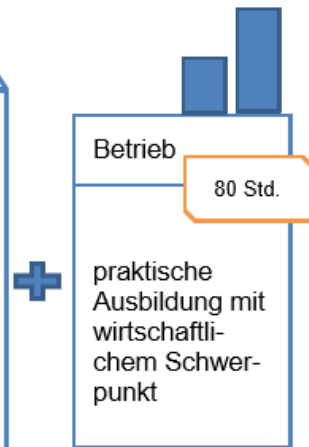 Betrieb
80 Std.
praktische
Ausbildung mit
wirtschaftli-
chem Schwer-
punkt